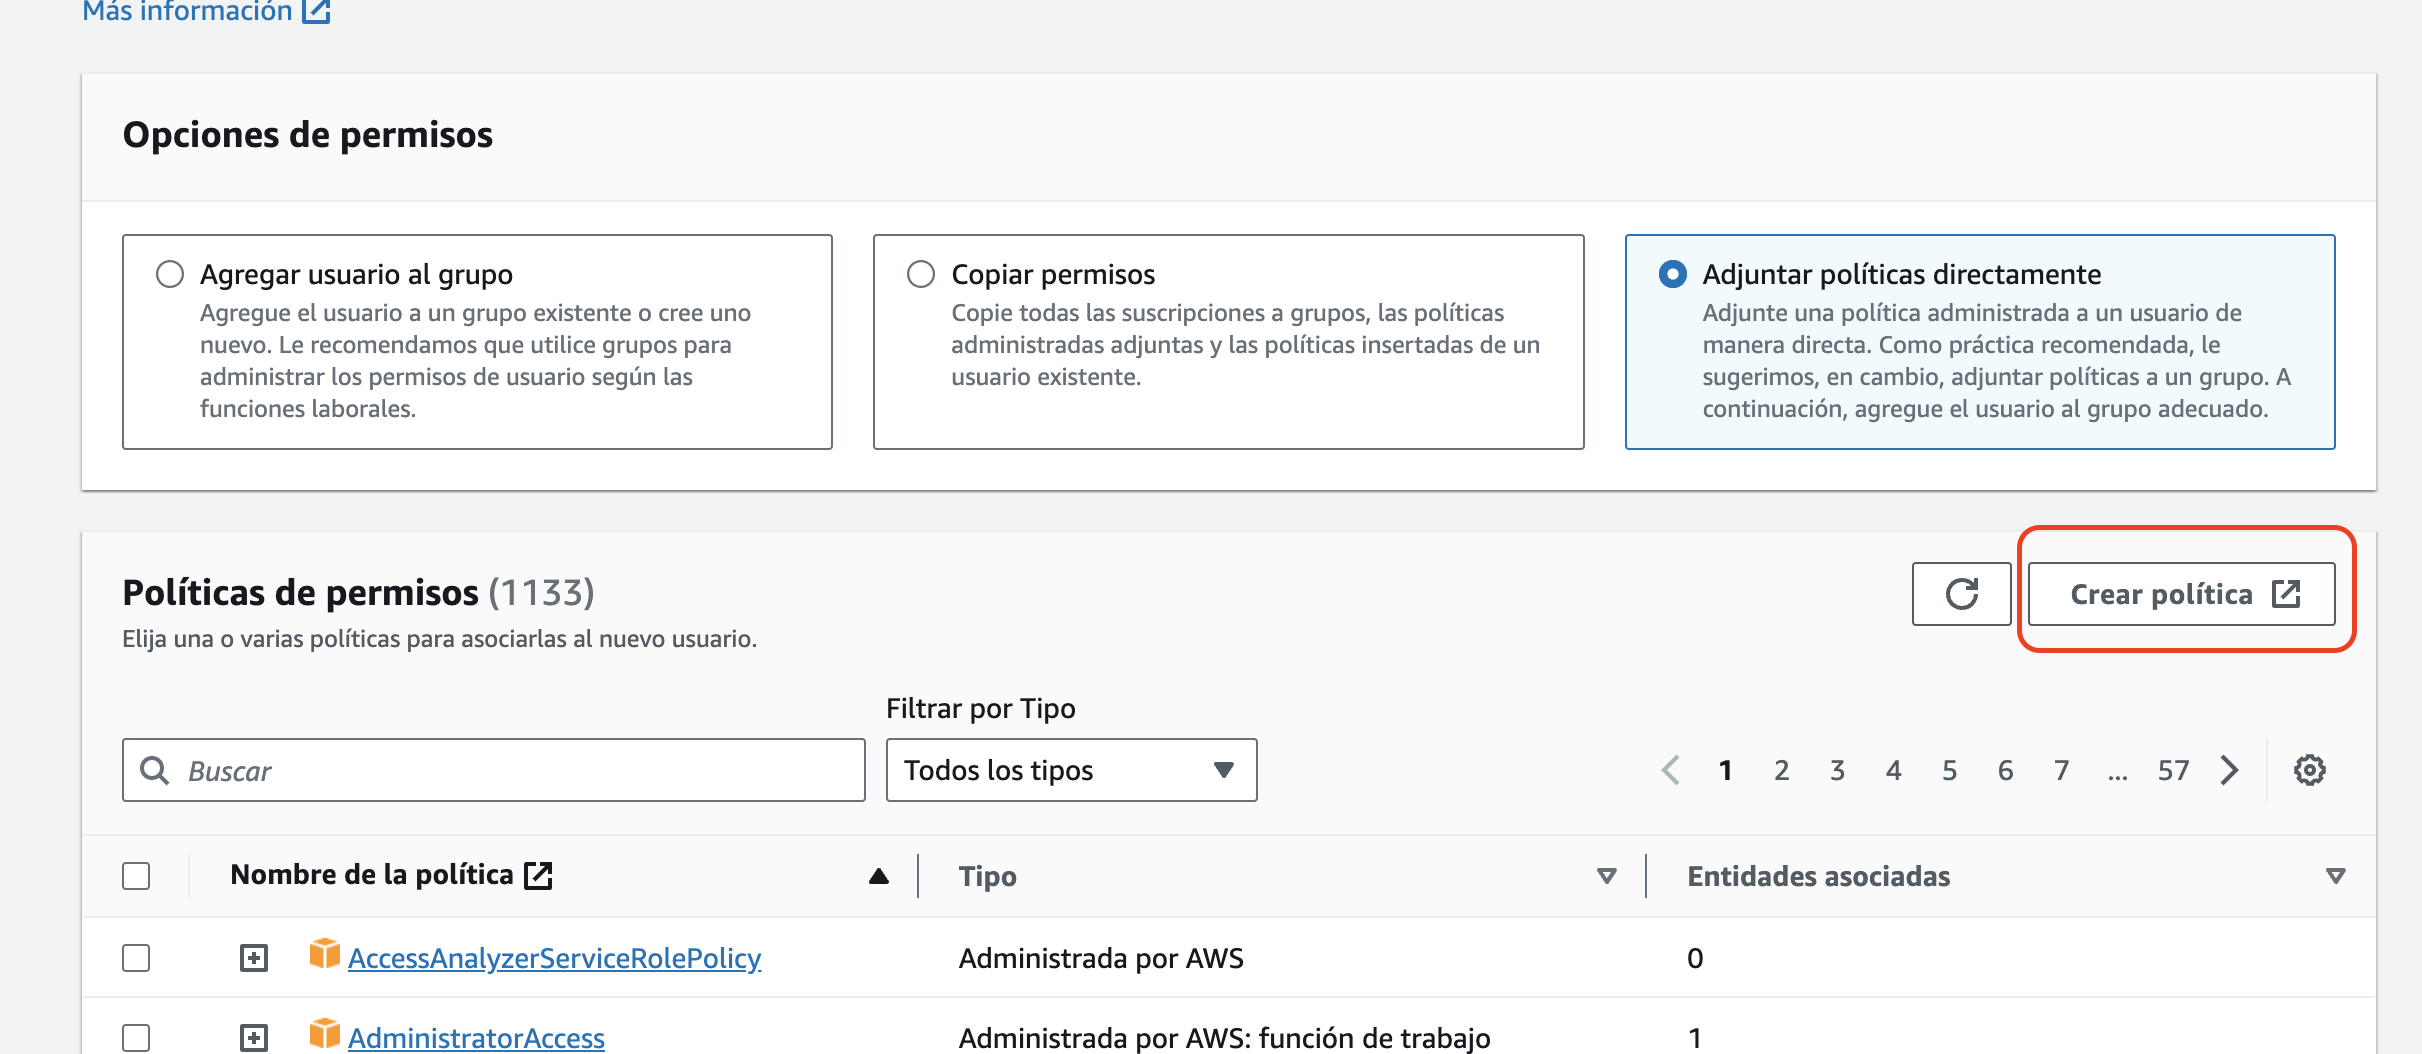 Más información
Opciones de permisos
Agregar usuario al grupo
Agregue el usuario a un grupo existente o cree uno
nuevo. Le recomendamos que utilice grupos para
administrar los permisos de usuario según las
funciones laborales.
Copiar permisos
Copie todas las suscripciones a grupos, las políticas
administradas adjuntas y las políticas insertadas de un
usuario existente.
Adjuntar políticas directamente
Adjunte una política administrada a un usuario de
manera directa. Como práctica recomendada, le
sugerimos, en cambio, adjuntar políticas a un grupo. A
continuación, agregue el usuario al grupo adecuado.
Políticas de permisos (1133)
Elija una o varias políticas para asociarlas al nuevo usuario.
Crear política
Filtrar por Tipo
Buscar
Todos los tipos
1 2 3 4 5 6 7 ... 57
Nombre de la política Tipo Entidades asociadas
AccessAnalyzerServiceRolePolicy Administrada por AWS 0
AdministratorAccess Administrada por AWS: función de trabajo 1